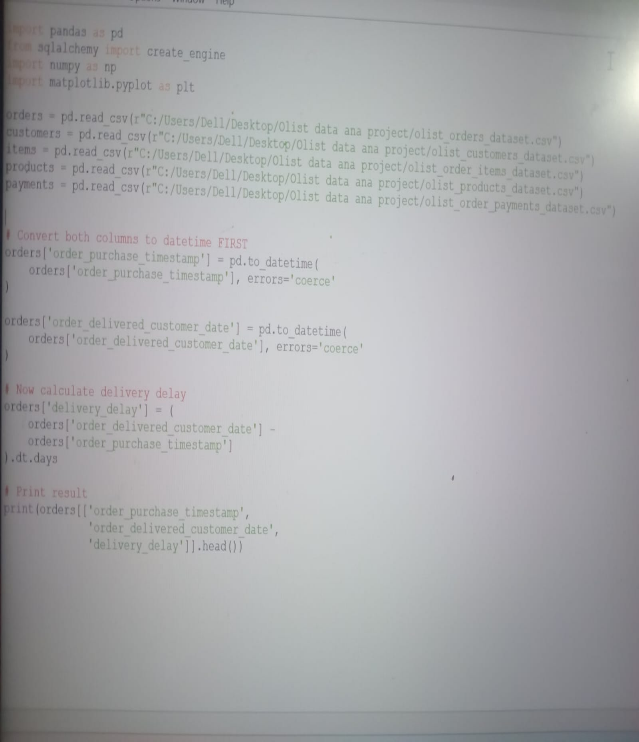 Window Help
import pandas as pd
from sqlalchemy import create_engine
import numpy as np
import matplotlib.pyplot as plt
orders = pd.read_csv(r"C:/Users/Dell/Desktop/Olist data ana project/olist_orders_dataset.csv")
customers = pd.read_csv(r"C:/Users/Dell/Desktop/Olist data ana project/olist_customers_dataset.csv")
items = pd.read_csv(r"C:/Users/Dell/Desktop/Olist data ana project/olist_order_items_dataset.csv")
products = pd.read_csv(r"C:/Users/Dell/Desktop/Olist data ana project/olist_products_dataset.csv")
payments = pd.read_csv(r"C:/Users/Dell/Desktop/Olist data ana project/olist_order_payments_dataset.csv")
# Convert both columns to datetime FIRST
orders['order_purchase_timestamp'] = pd.to_datetime(
    orders['order_purchase_timestamp'], errors='coerce'
)
orders['order_delivered_customer_date'] = pd.to_datetime(
    orders['order_delivered_customer_date'], errors='coerce'
)
# Now calculate delivery delay
orders['delivery_delay'] = (
    orders['order_delivered_customer_date'] -
    orders['order_purchase_timestamp']
).dt.days
# Print result
print(orders[['order_purchase_timestamp',
              'order_delivered_customer_date',
              'delivery_delay']].head())